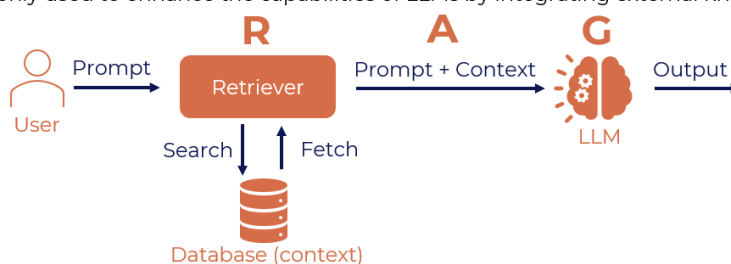 R A G
Prompt
Retriever
Prompt + Context
Output
User
LLM
Search
Fetch
Database (context)